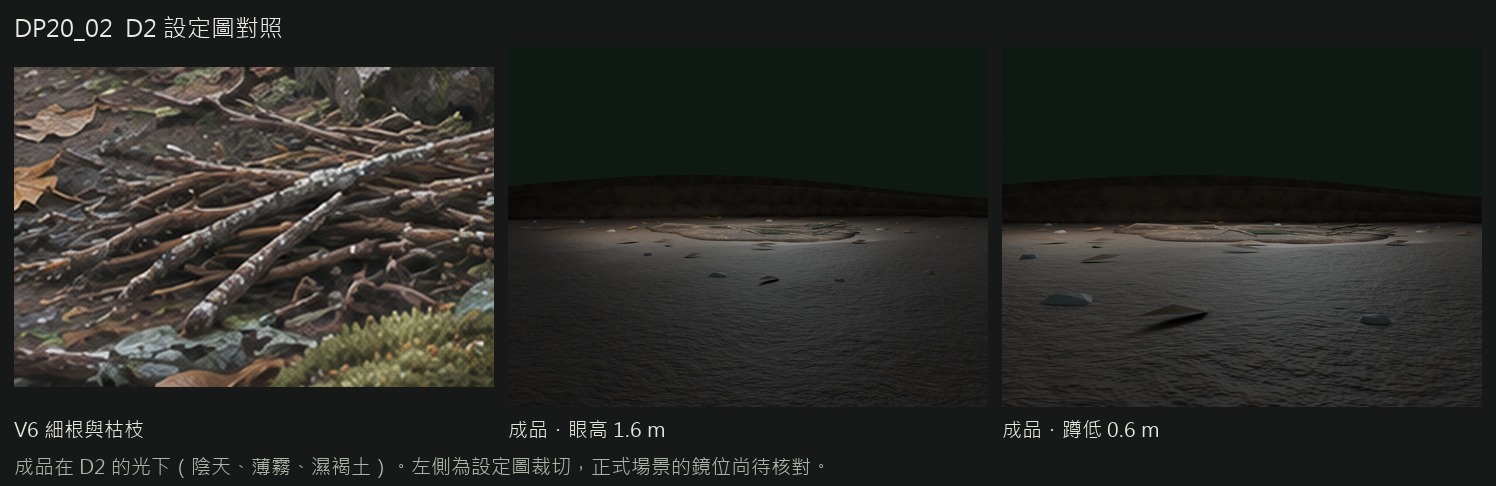 DP20_02 D2 設定圖對照
V6 細根與枯枝
成品 · 眼高 1.6 m
成品 · 蹲低 0.6 m
成品在 D2 的光下（陰天、薄霧、濕褐土）。左側為設定圖裁切，正式場景的鏡位尚待核對。